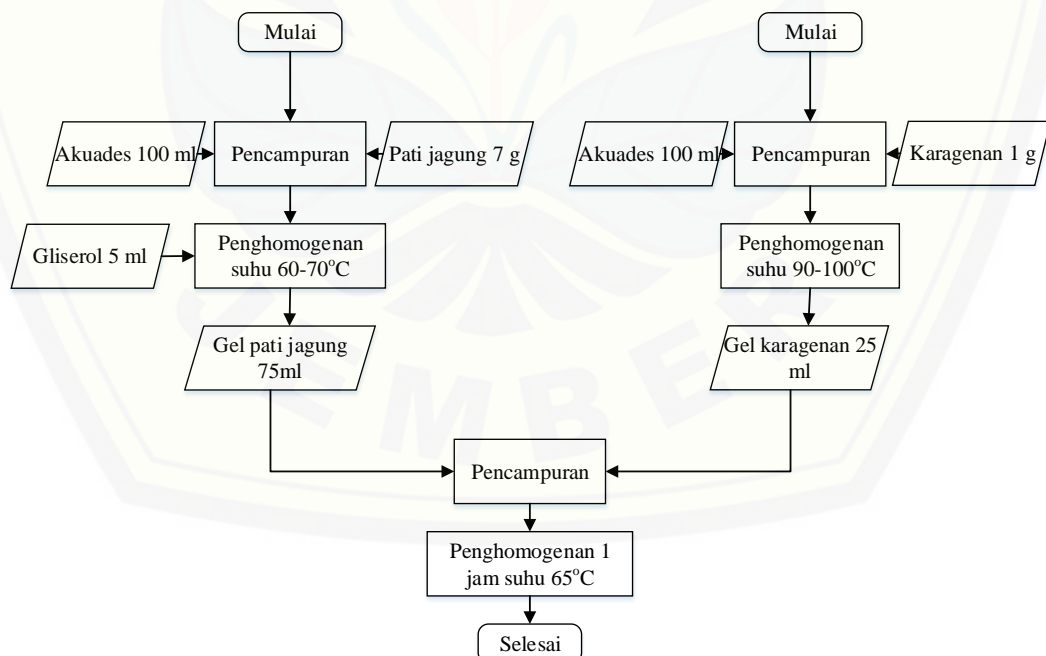 Mulai
Mulai
Akuades 100 ml
Pencampuran
Pati jagung 7 g
Akuades 100 ml
Pencampuran
Karagenan 1 g
Gliserol 5 ml
Penghomogenan
suhu 60-70°C
Penghomogenan
suhu 90-100°C
Gel pati jagung
75ml
Gel karagenan 25
ml
JEMBER
Pencampuran
Penghomogenan 1
jam suhu 65°C
Selesai